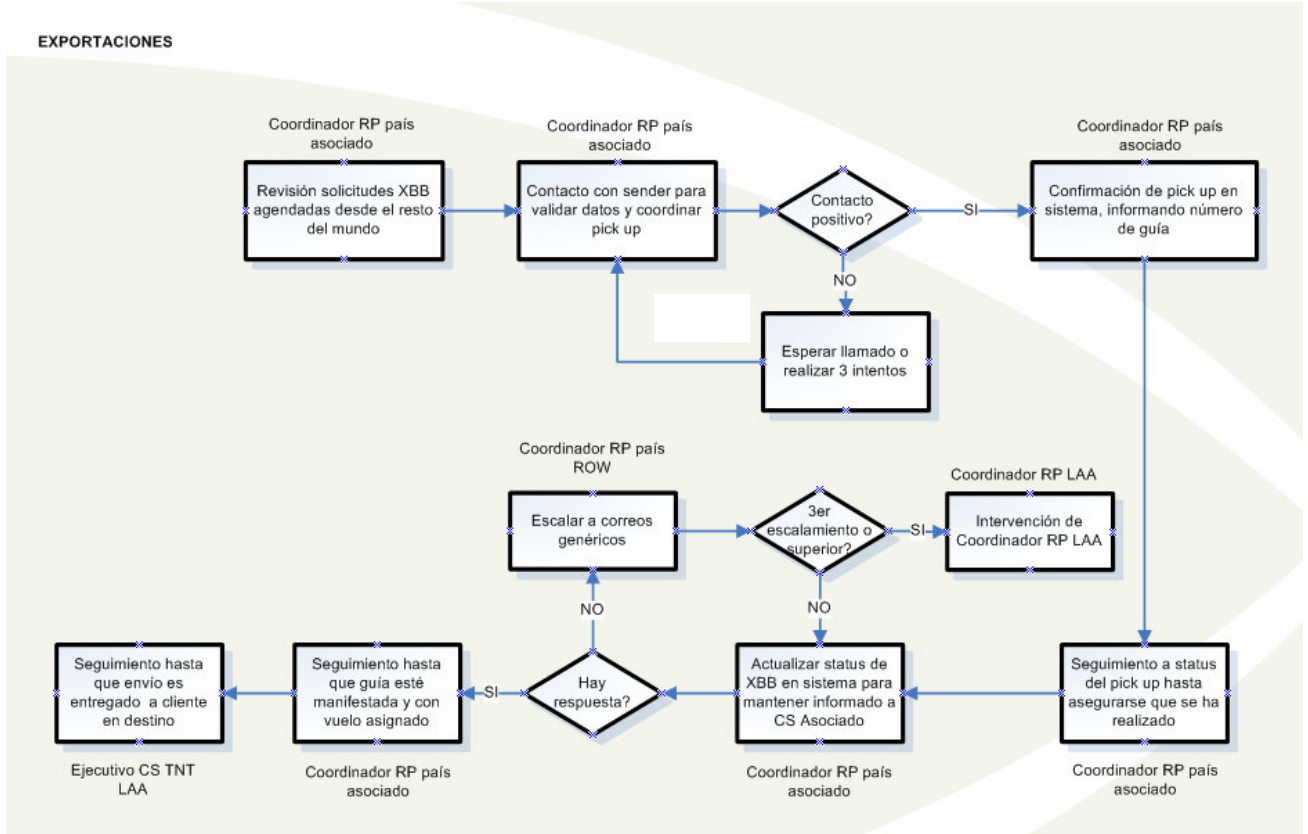 EXPORTACIONES
Coordinador RP país
asociado
Revisión solicitudes XBB
agendadas desde el resto
del mundo
Coordinador RP país
asociado
Contacto con sender para
validar datos y coordinar
pick up
Contacto
positivo?
SI
Coordinador RP país
asociado
Confirmación de pick up en
sistema, informando número
de guía
NO
Esperar llamado o
realizar 3 intentos
Coordinador RP país
ROW
Escalar a correos
genéricos
3er
escalamiento o
superior?
SI
Coordinador RP LAA
Intervención de
Coordinador RP LAA
NO
NO
Seguimiento hasta
que envío es
entregado a cliente
en destino
Ejecutivo CS TNT
LAA
Seguimiento hasta
que guía esté
manifestada y con
vuelo asignado
Coordinador RP país
asociado
SI
Hay
respuesta?
Actualizar status de
XBB en sistema para
mantener informado a
CS Asociado
Coordinador RP país
asociado
Seguimiento a status
del pick up hasta
asegurarse que se ha
realizado
Coordinador RP país
asociado